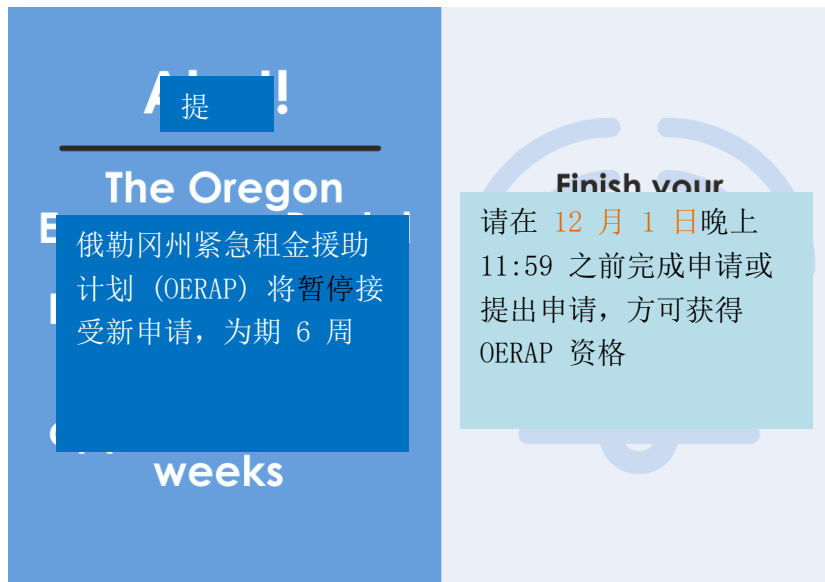 提
The Oregon
俄勒冈州紧急租金援助
计划 (OERAP) 将暂停接
受新申请, 为期 6 周
weeks
Finish your
请在 12 月 1 日晚上
11:59 之前完成申请或
提出申请, 方可获得
OERAP 资格